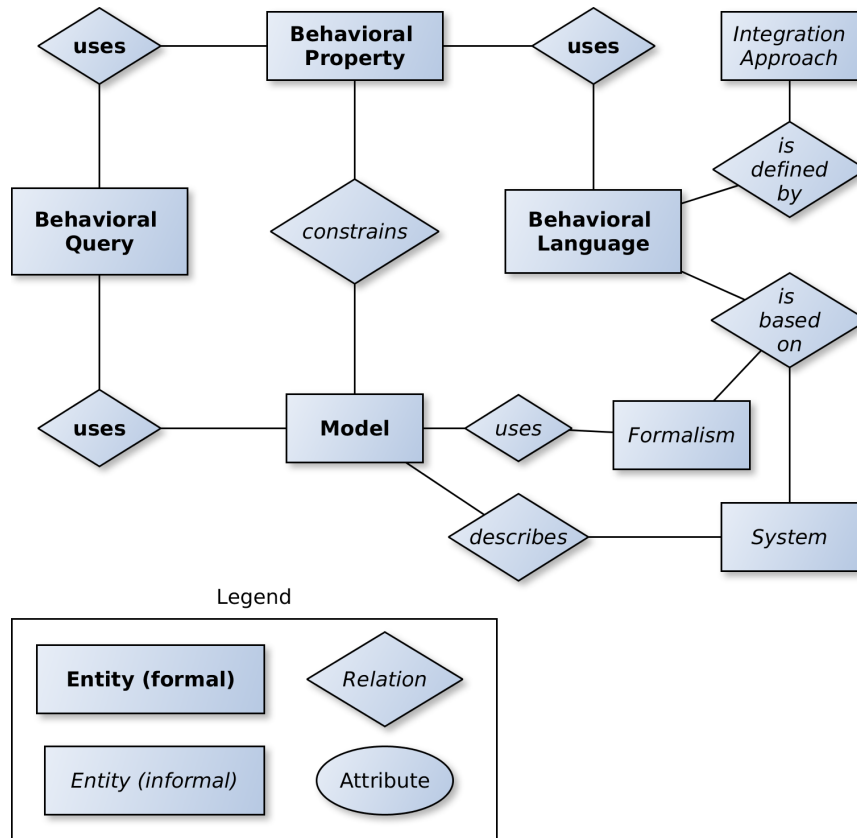 uses
Behavioral
Property
uses
Integration
Approach
is
defined
by
Behavioral
Query
constrains
Behavioral
Language
is
based
on
uses
Model
uses
Formalism
describes
System
Legend
Entity (formal)
Relation
Entity (informal)
Attribute